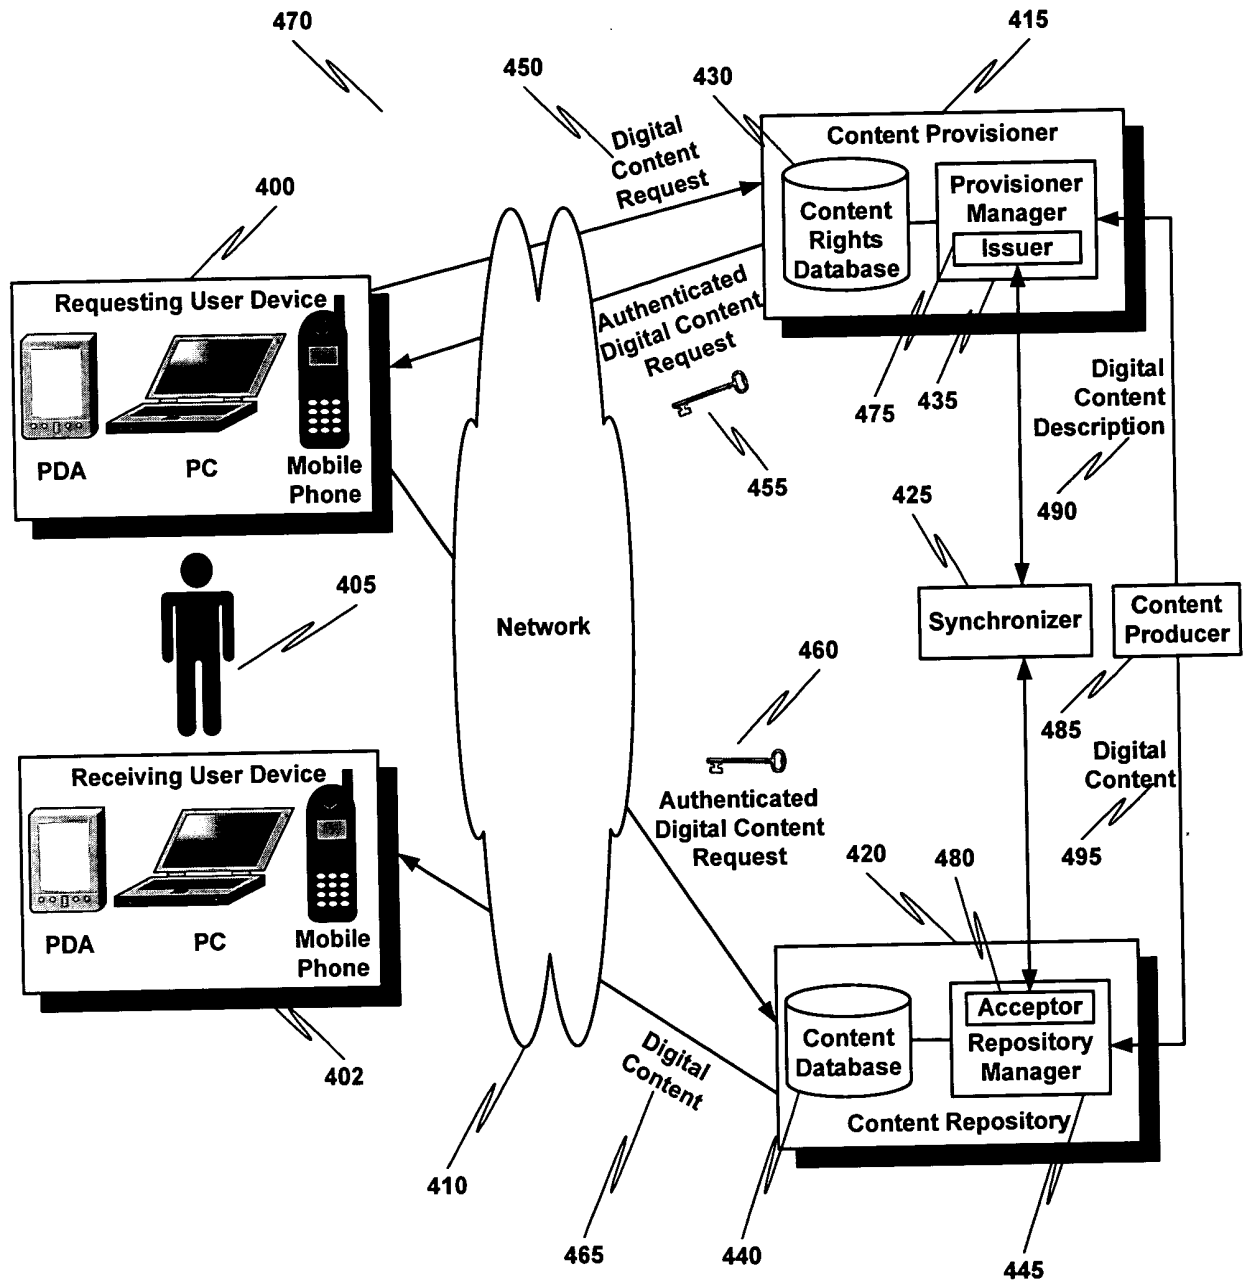 470
415
450
430
Digital
Content
Request
Content Provisioner
400
Content
Rights
Database
Provisioner
Manager
Issuer
Requesting User Device
Authenticated
Digital Content
Request
PDA
PC
Mobile
Phone
475
435
Digital
Content
Description
455
425
490
405
Network
Synchronizer
Content
Producer
460
485
Receiving User Device
Digital
Content
Authenticated
Digital Content
Request
420
480
495
PDA
PC
Mobile
Phone
Acceptor
Content
Database
Repository
Manager
Digital
Content
402
Content Repository
410
465
440
445